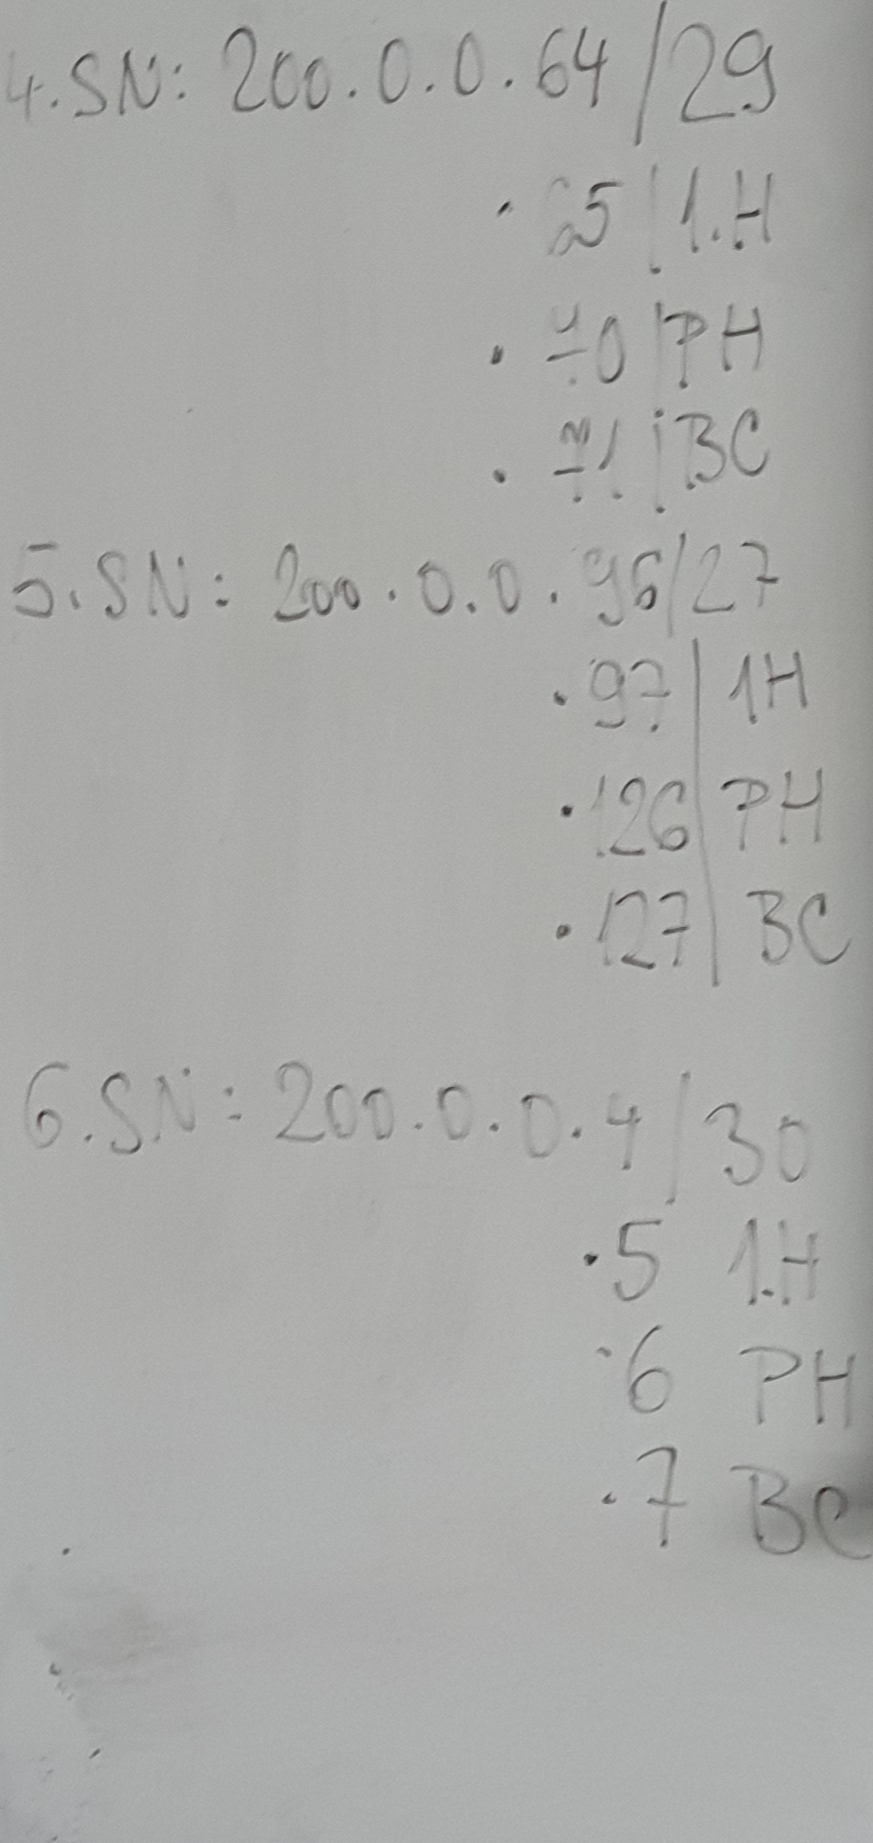 4. SN: 200.0.0.64/29
.65 | 1.H
.70 | PH
.71 | BC
5. SN: 200.0.0.96/27
.97 | 1H
.126 | PH
.127 | BC
6. SN: 200.0.0.4/30
.5 1.H
.6 PH
.7 BC